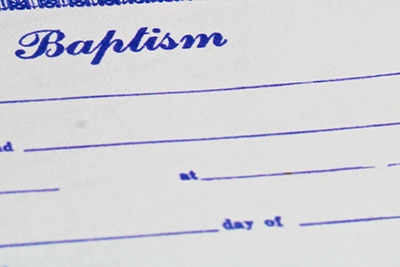 Baptism
at
day of